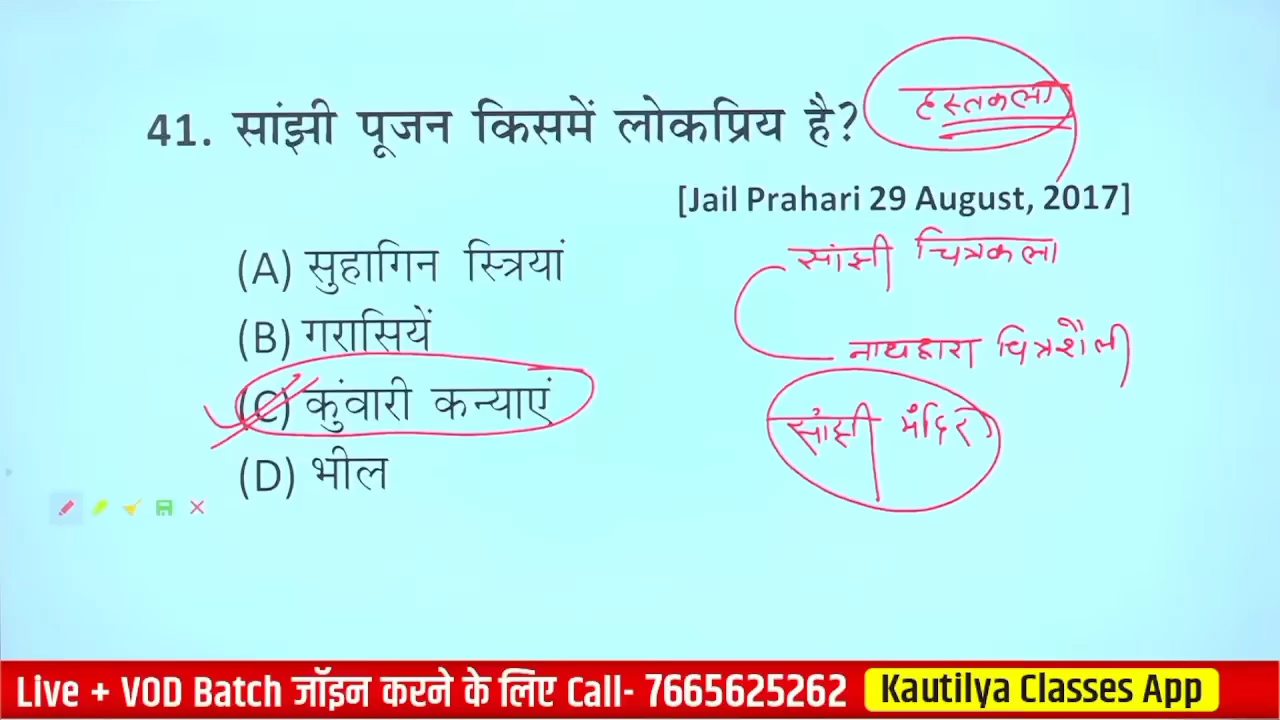 41. सांझी पूजन किसमें लोकप्रिय है?
हस्तकला
[Jail Prahari 29 August, 2017]
(A) सुहागिन स्त्रियां
सांझी चित्रकला
(B) गरासियें
नाथद्वारा चित्रशैली
(C) कुंवारी कन्याएं
सांझी मंदिर
(D) भील
Live + VOD Batch जॉइन करने के लिए Call- 7665625262
Kautilya Classes App